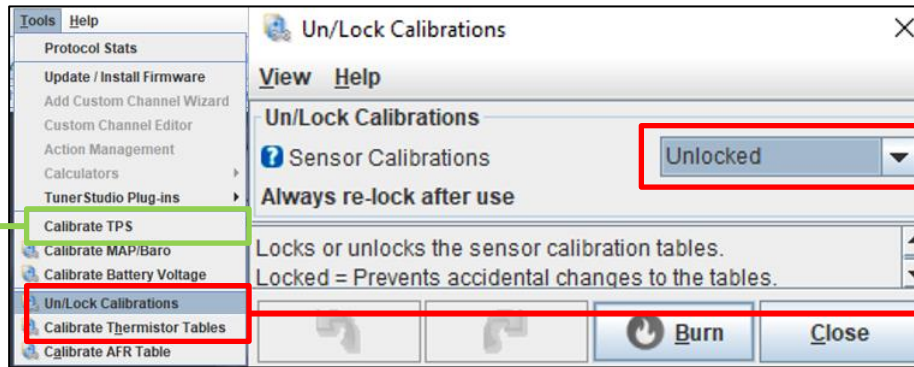 Tools Help
Protocol Stats
Update / Install Firmware
Add Custom Channel Wizard
Custom Channel Editor
Action Management
Calculators
TunerStudio Plug-ins
Calibrate TPS
Calibrate MAP/Baro
Calibrate Battery Voltage
Un/Lock Calibrations
Calibrate Thermistor Tables
Calibrate AFR Table
Un/Lock Calibrations
View Help
Un/Lock Calibrations
Sensor Calibrations Unlocked
Always re-lock after use
Locks or unlocks the sensor calibration tables.
Locked = Prevents accidental changes to the tables.
Burn Close